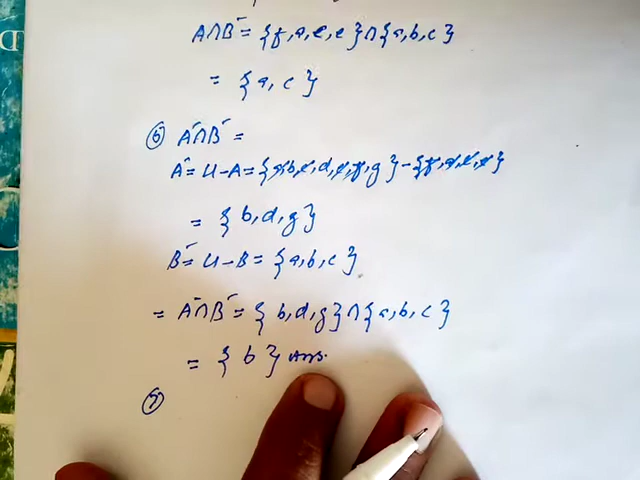 A∩B′ = {f, a, c, e} ∩ {a, b, c}
= {a, c}
⑥ A′∩B′ =
A′ = U - A = {a, b, c, d, e, f, g} - {f, a, c, e}
= {b, d, g}
B′ = U - B = {a, b, c}
= A′∩B′ = {b, d, g} ∩ {a, b, c}
= {b} Ans.
⑦